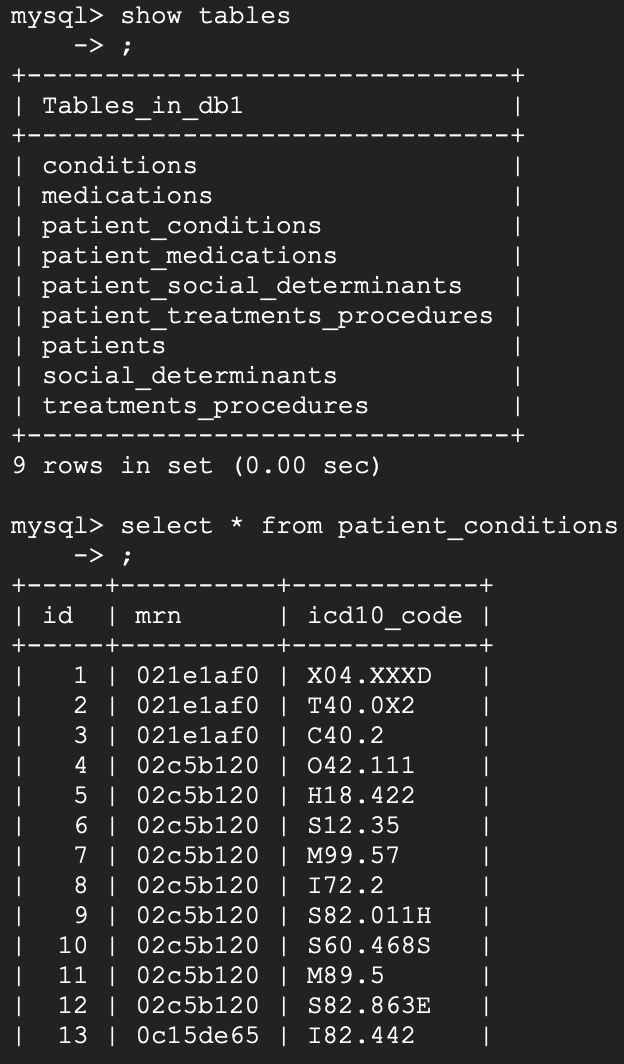 mysql> show tables
    -> ;
+-------------------------------+
| Tables_in_db1                 |
+-------------------------------+
| conditions                    |
| medications                   |
| patient_conditions            |
| patient_medications           |
| patient_social_determinants   |
| patient_treatments_procedures |
| patients                      |
| social_determinants           |
| treatments_procedures         |
+-------------------------------+
9 rows in set (0.00 sec)

mysql> select * from patient_conditions
    -> ;
+-----+----------+------------+
| id  | mrn      | icd10_code |
+-----+----------+------------+
|   1 | 021e1af0 | X04.XXXD   |
|   2 | 021e1af0 | T40.0X2    |
|   3 | 021e1af0 | C40.2      |
|   4 | 02c5b120 | O42.111    |
|   5 | 02c5b120 | H18.422    |
|   6 | 02c5b120 | S12.35     |
|   7 | 02c5b120 | M99.57     |
|   8 | 02c5b120 | I72.2      |
|   9 | 02c5b120 | S82.011H   |
|  10 | 02c5b120 | S60.468S   |
|  11 | 02c5b120 | M89.5      |
|  12 | 02c5b120 | S82.863E   |
|  13 | 0c15de65 | I82.442    |